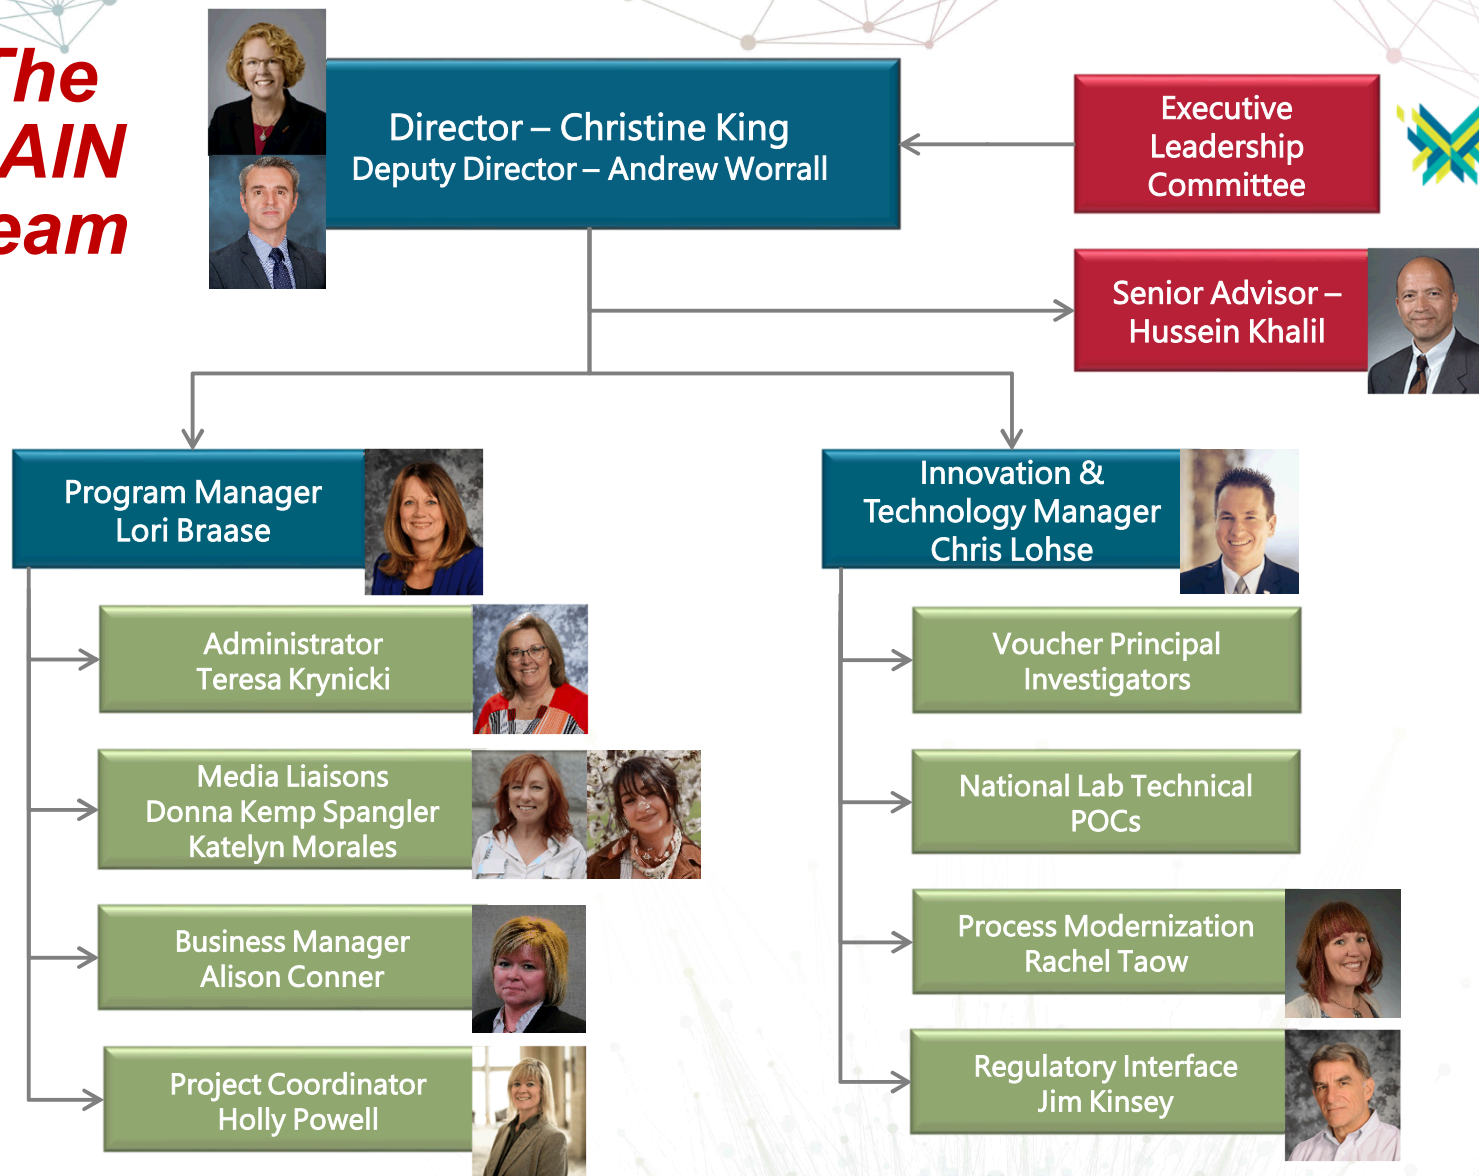 The
AIN
eam
Director – Christine King
Deputy Director – Andrew Worrall
Executive
Leadership
Committee
Senior Advisor –
Hussein Khalil
Program Manager
Lori Braase
Innovation &
Technology Manager
Chris Lohse
Administrator
Teresa Krynicki
Media Liaisons
Donna Kemp Spangler
Katelyn Morales
Business Manager
Alison Conner
Project Coordinator
Holly Powell
Voucher Principal
Investigators
National Lab Technical
POCs
Process Modernization
Rachel Taow
Regulatory Interface
Jim Kinsey